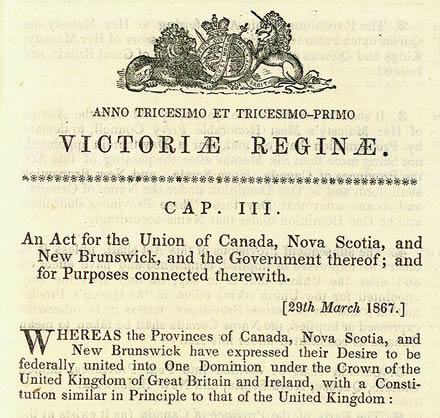 ANNO TRICESIMO ET TRICESIMO-PRIMO
VICTORIÆ REGINÆ.
CAP. III.
An Act for the Union of Canada, Nova Scotia, and
New Brunswick, and the Government thereof; and
for Purposes connected therewith.
[29th March 1867.]
WHEREAS the Provinces of Canada, Nova Scotia, and
New Brunswick have expressed their Desire to be
federally united into One Dominion under the Crown of the
United Kingdom of Great Britain and Ireland, with a Consti-
tution similar in Principle to that of the United Kingdom: